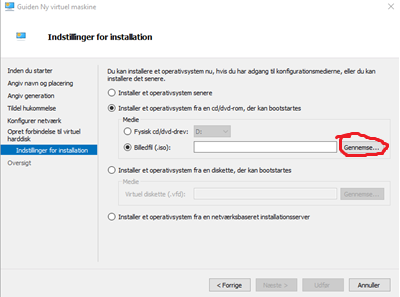 Guiden Ny virtuel maskine
Indstillinger for installation
Inden du starter
Angiv navn og placering
Angiv generation
Tildel hukommelse
Konfigurer netværk
Opret forbindelse til virtuel
harddisk
Indstillinger for installation
Oversigt
Du kan installere et operativsystem nu, hvis du har adgang til konfigurationsmedierne, eller du kan
installere det senere.
Installer et operativsystem senere
Installer et operativsystem fra en cd/dvd-rom, der kan bootstartes
Medie
Fysisk cd/dvd-drev: D:
Billedfil (.iso): Gennemse...
Installer et operativsystem fra en diskette, der kan bootstartes
Medie
Virtuel diskette (.vfd): Gennemse...
Installer et operativsystem fra en netværksbaseret installationsserver
< Forrige Næste > Udfør Annuller